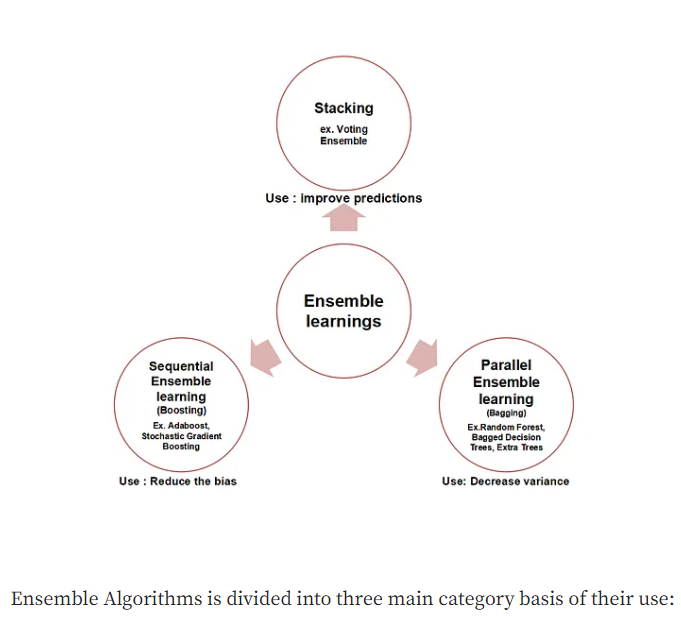 Stacking
ex. Voting
Ensemble
Use : improve predictions
Ensemble
learnings
Sequential
Ensemble
learning
(Boosting)
Ex. Adaboost,
Stochastic Gradient
Boosting
Use : Reduce the bias
Parallel
Ensemble
learning
(Bagging)
Ex.Random Forest,
Bagged Decision
Trees, Extra Trees
Use: Decrease variance
Ensemble Algorithms is divided into three main category basis of their use: